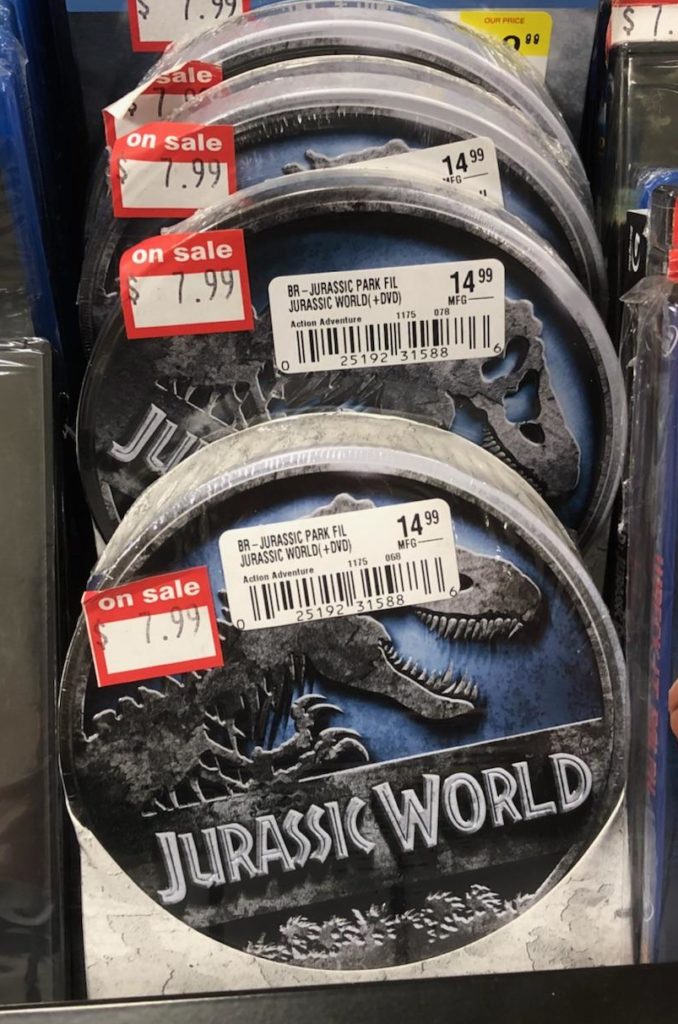 $ 7.99
OUR PRICE
$ 7.
sale
on sale
$ 7.99
14.99
MFG
on sale
$ 7.99
BR-JURASSIC PARK FIL
JURASSIC WORLD(+DVD)
14.99
MFG
Action Adventure 1175 078
0 25192 31588 6
JU
BR-JURASSIC PARK FIL
JURASSIC WORLD(+DVD)
14.99
MFG
Action Adventure 1175 068
0 25192 31588 6
on sale
$ 7.99
JURASSIC WORLD